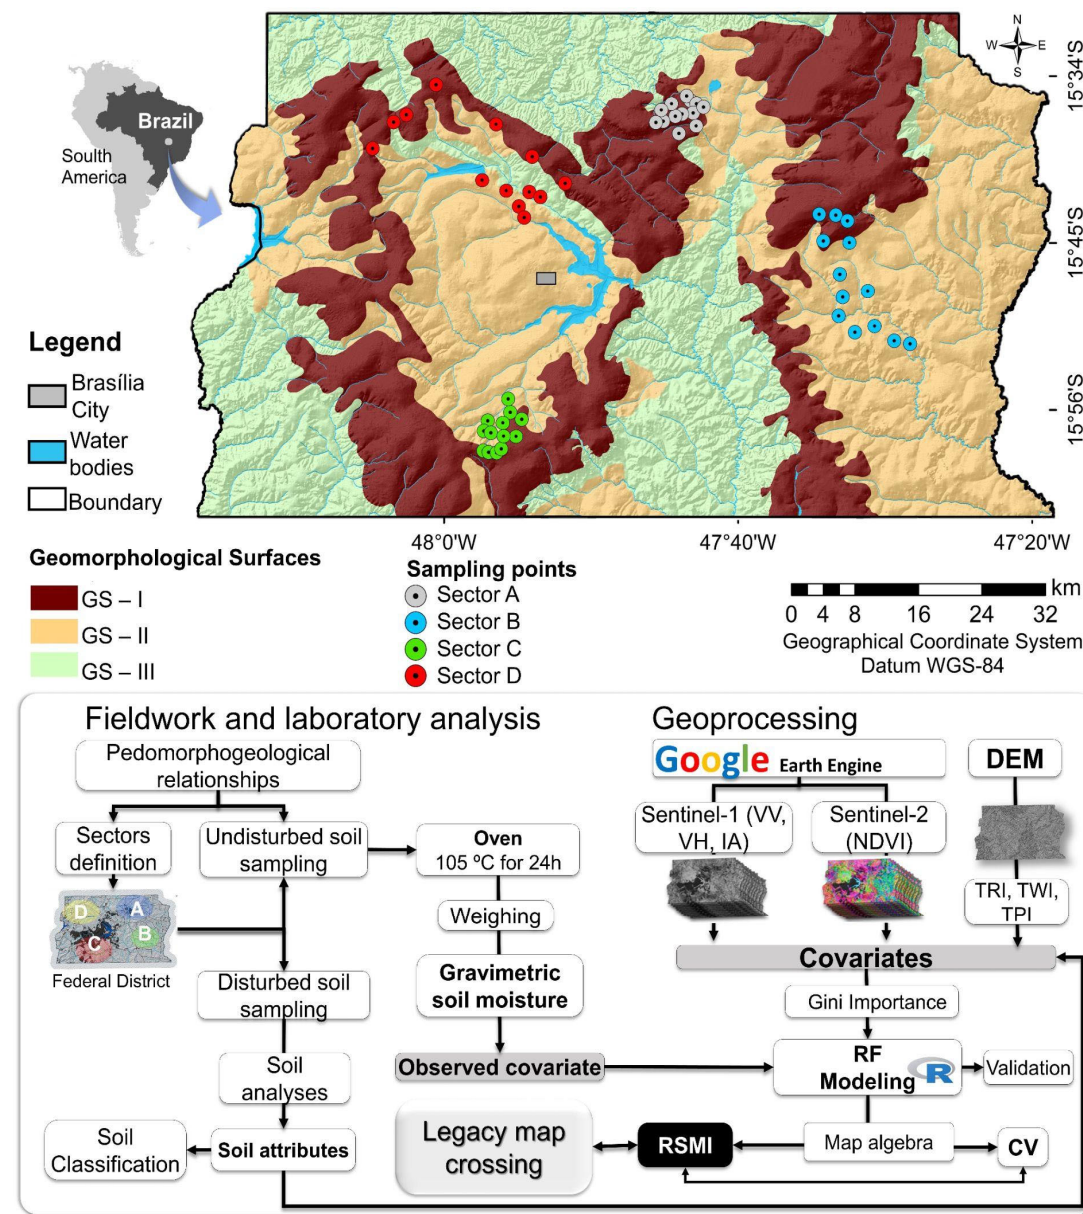 N
W E
S
15°34'S
15°45'S
15°56'S
Brazil
South
America
Legend
Brasília
City
Water
bodies
Boundary
48°0'W
47°40'W
47°20'W
Geomorphological Surfaces
GS – I
GS – II
GS – III
Sampling points
Sector A
Sector B
Sector C
Sector D
km
0 4 8 16 24 32
Geographical Coordinate System
Datum WGS-84
Fieldwork and laboratory analysis
Pedomorphogeological
relationships
Sectors
definition
Undisturbed soil
sampling
Oven
105 ºC for 24h
D
A
B
C
Federal District
Weighing
Disturbed soil
sampling
Gravimetric
soil moisture
Soil
analyses
Observed covariate
Soil
Classification
Soil attributes
Geoprocessing
Google Earth Engine
DEM
Sentinel-1 (VV,
VH, IA)
Sentinel-2
(NDVI)
TRI, TWI,
TPI
Covariates
Gini Importance
RF
Modeling
R
Validation
Legacy map
crossing
RSMI
Map algebra
CV